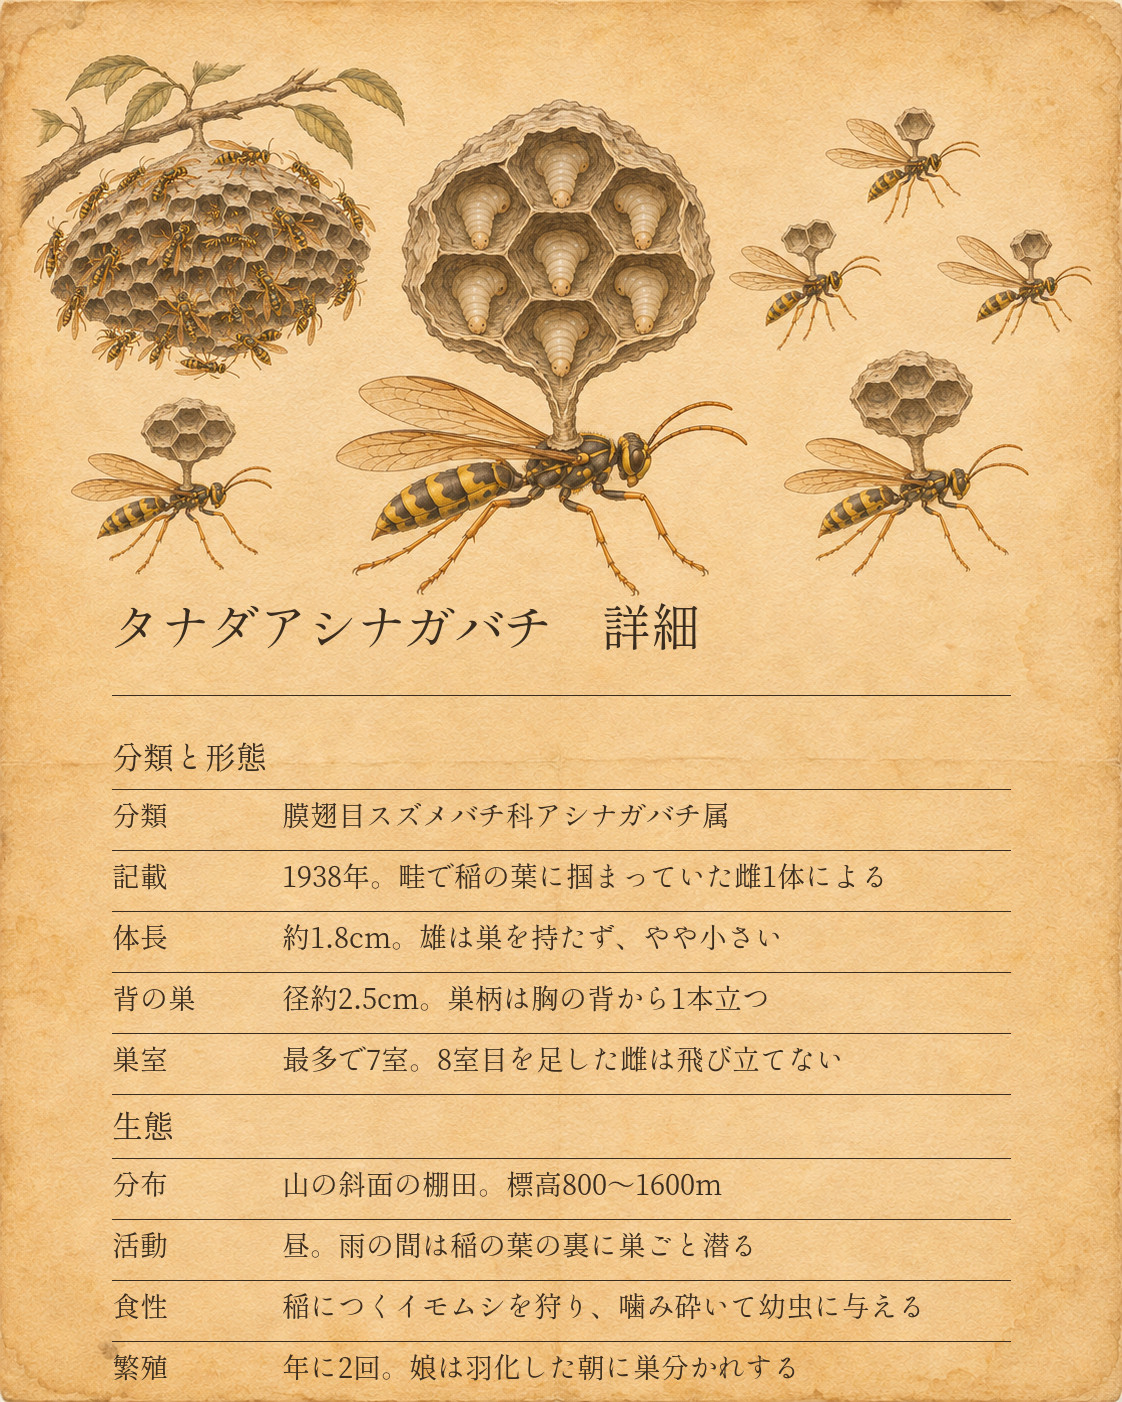 タナダアシナガバチ　詳細
分類と形態
分類　膜翅目スズメバチ科アシナガバチ属
記載　1938年。畦で稲の葉に掴まっていた雌1体による
体長　約1.8cm。雄は巣を持たず、やや小さい
背の巣　径約2.5cm。巣柄は胸の背から1本立つ
巣室　最多で7室。8室目を足した雌は飛び立てない
生態
分布　山の斜面の棚田。標高800〜1600m
活動　昼。雨の間は稲の葉の裏に巣ごと潜る
食性　稲につくイモムシを狩り、噛み砕いて幼虫に与える
繁殖　年に2回。娘は羽化した朝に巣分かれする